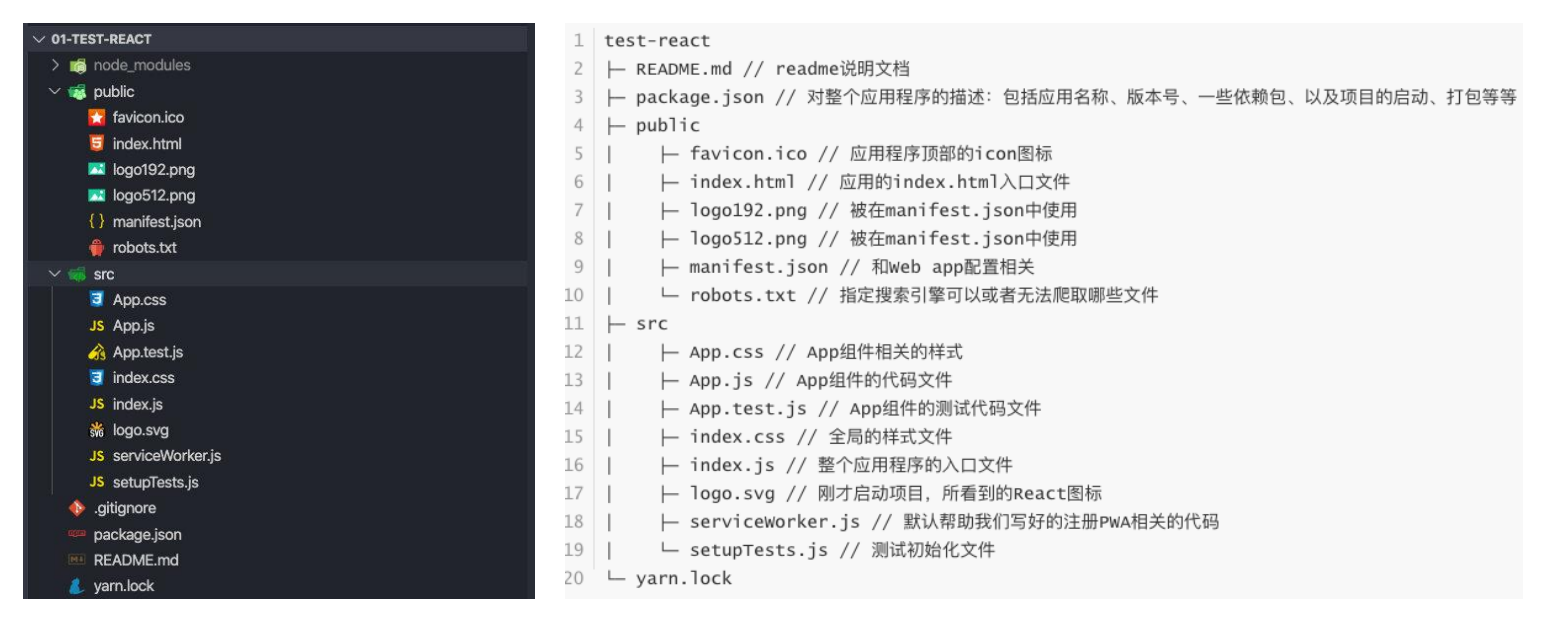 01-TEST-REACT
node_modules
public
favicon.ico
index.html
logo192.png
logo512.png
{ } manifest.json
robots.txt
src
App.css
JS App.js
App.test.js
index.css
JS index.js
SVG logo.svg
JS serviceWorker.js
JS setupTests.js
.gitignore
package.json
README.md
yarn.lock
1 test-react
2 ├─ README.md // readme说明文档
3 ├─ package.json // 对整个应用程序的描述：包括应用名称、版本号、一些依赖包、以及项目的启动、打包等等
4 ├─ public
5 |    ├─ favicon.ico // 应用程序顶部的icon图标
6 |    ├─ index.html // 应用的index.html入口文件
7 |    ├─ logo192.png // 被在manifest.json中使用
8 |    ├─ logo512.png // 被在manifest.json中使用
9 |    ├─ manifest.json // 和Web app配置相关
10 |    └─ robots.txt // 指定搜索引擎可以或者无法爬取哪些文件
11 ├─ src
12 |    ├─ App.css // App组件相关的样式
13 |    ├─ App.js // App组件的代码文件
14 |    ├─ App.test.js // App组件的测试代码文件
15 |    ├─ index.css // 全局的样式文件
16 |    ├─ index.js // 整个应用程序的入口文件
17 |    ├─ logo.svg // 刚才启动项目，所看到的React图标
18 |    ├─ serviceWorker.js // 默认帮助我们写好的注册PWA相关的代码
19 |    └─ setupTests.js // 测试初始化文件
20 └─ yarn.lock